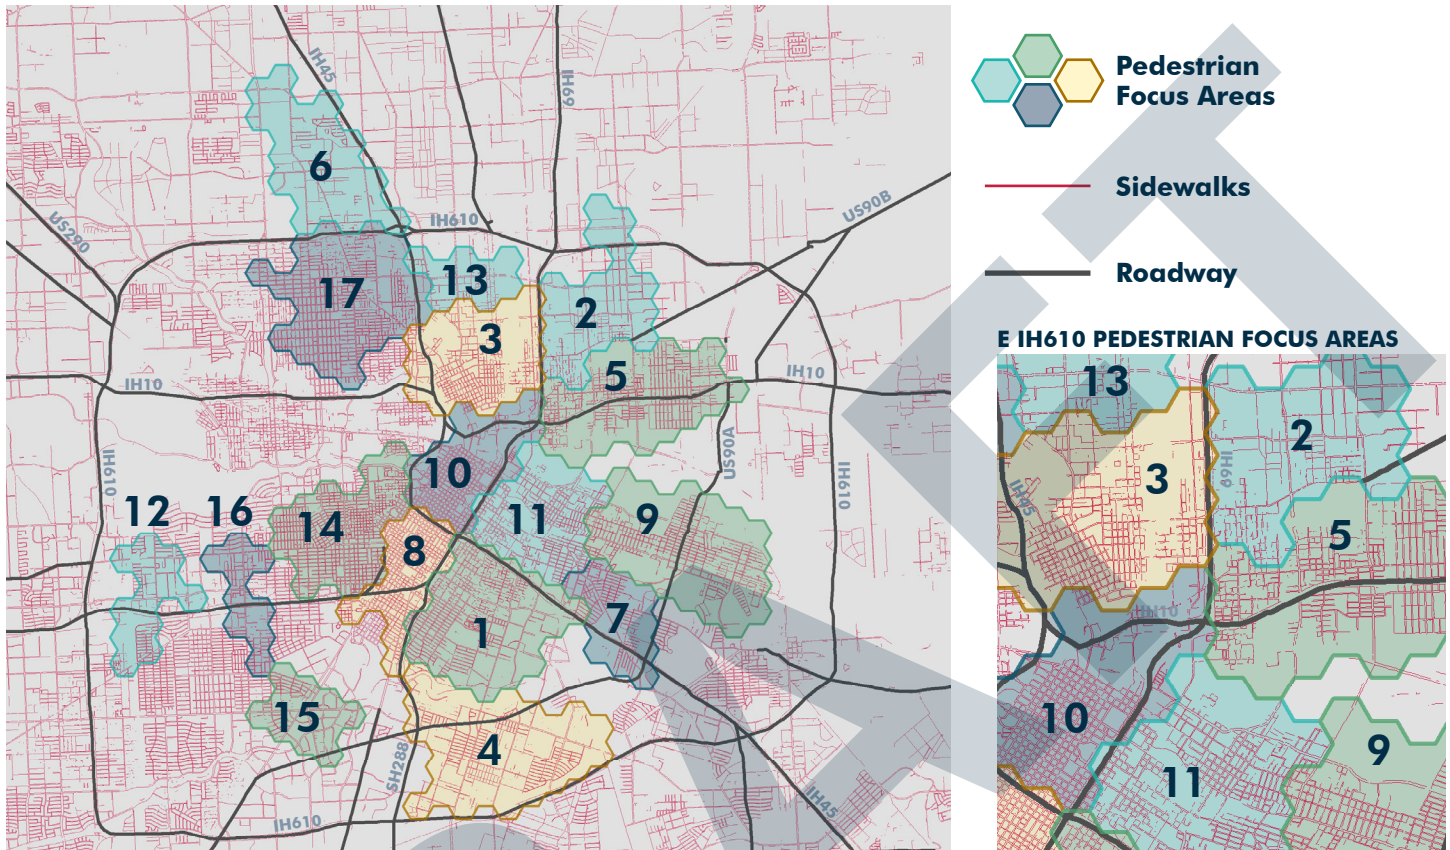 IH45
IH69
6
US90B
IH610
US290
17
13
2
3
5
IH10
IH10
US90A
IH610
10
IH610
12
16
14
11
9
8
7
1
15
4
SH288
IH45
IH610
Pedestrian
Focus Areas
Sidewalks
Roadway
E IH610 PEDESTRIAN FOCUS AREAS
13
2
IH69
3
IH45
5
IH10
10
9
11